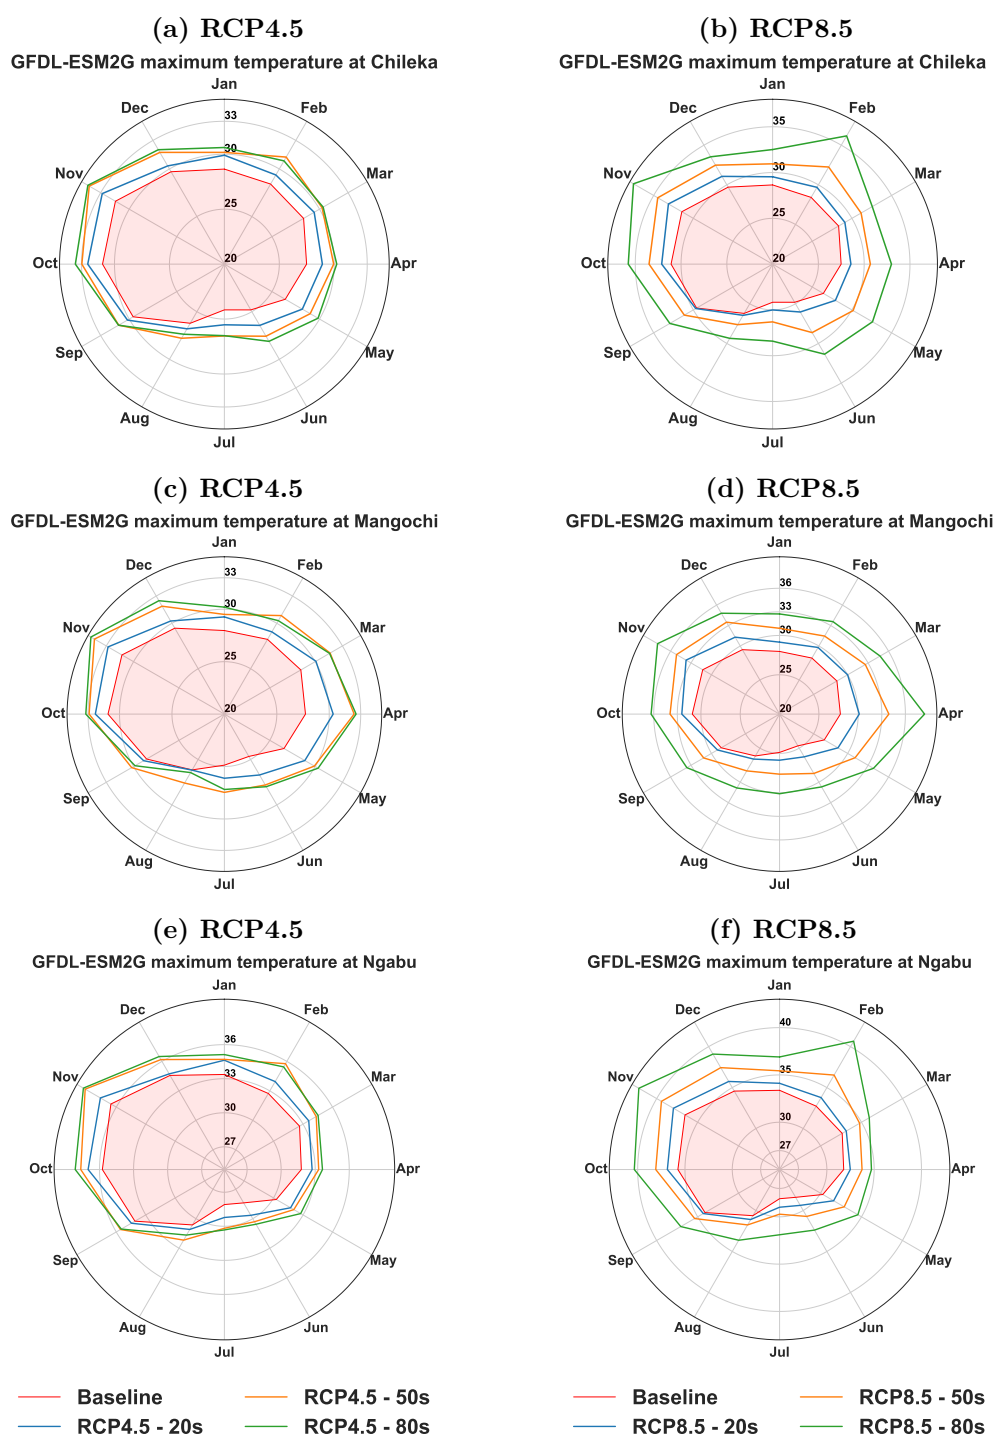 (a) RCP4.5
GFDL-ESM2G maximum temperature at Chileka
Jan
Feb
Mar
Apr
May
Jun
Jul
Aug
Sep
Oct
Nov
Dec
33
30
25
20
(b) RCP8.5
GFDL-ESM2G maximum temperature at Chileka
Jan
Feb
Mar
Apr
May
Jun
Jul
Aug
Sep
Oct
Nov
Dec
35
30
25
20
(c) RCP4.5
GFDL-ESM2G maximum temperature at Mangochi
Jan
Feb
Mar
Apr
May
Jun
Jul
Aug
Sep
Oct
Nov
Dec
33
30
25
20
(d) RCP8.5
GFDL-ESM2G maximum temperature at Mangochi
Jan
Feb
Mar
Apr
May
Jun
Jul
Aug
Sep
Oct
Nov
Dec
36
33
30
25
20
(e) RCP4.5
GFDL-ESM2G maximum temperature at Ngabu
Jan
Feb
Mar
Apr
May
Jun
Jul
Aug
Sep
Oct
Nov
Dec
36
33
30
27
(f) RCP8.5
GFDL-ESM2G maximum temperature at Ngabu
Jan
Feb
Mar
Apr
May
Jun
Jul
Aug
Sep
Oct
Nov
Dec
40
35
30
27
Baseline
RCP4.5 - 20s
RCP4.5 - 50s
RCP4.5 - 80s
Baseline
RCP8.5 - 20s
RCP8.5 - 50s
RCP8.5 - 80s